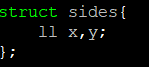 struct sides{
    ll x,y;
};